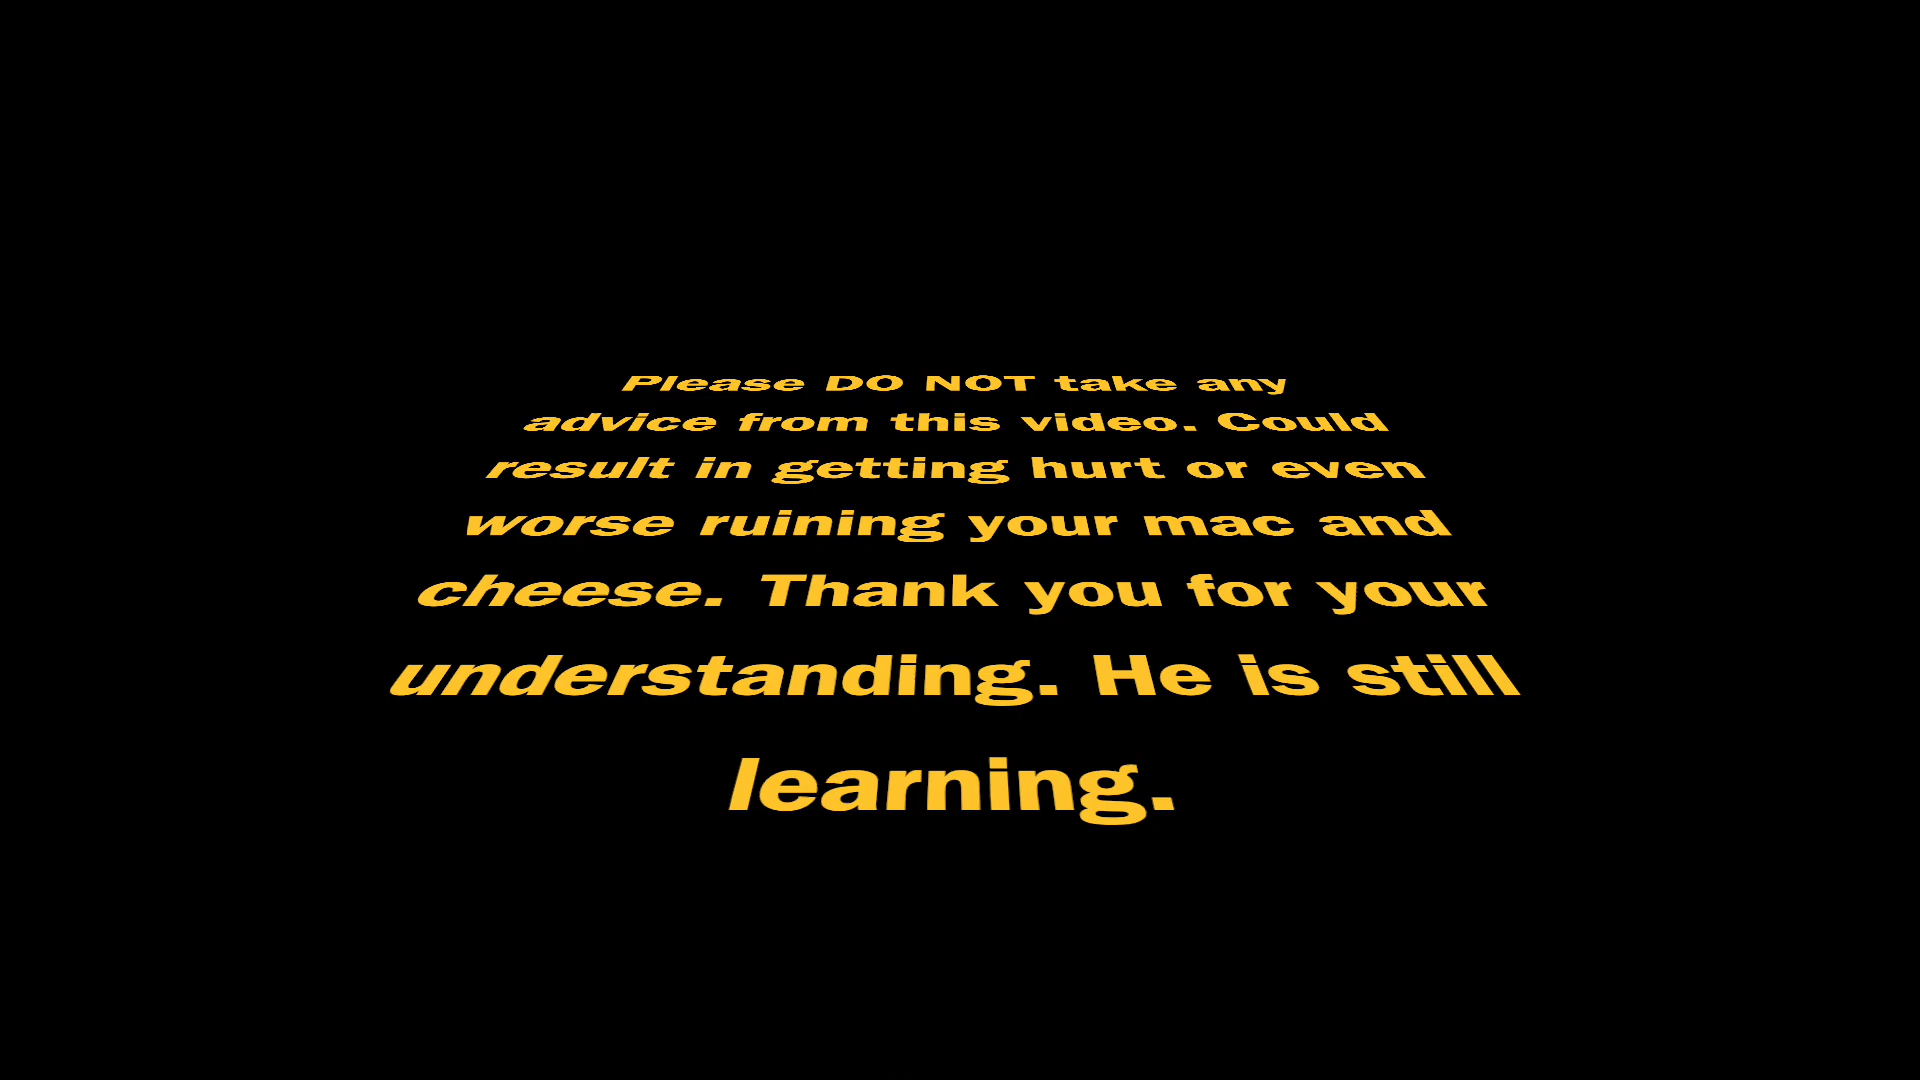 Please DO NOT take any
advice from this video. Could
result in getting hurt or even
worse ruining your mac and
cheese. Thank you for your
understanding. He is still
learning.